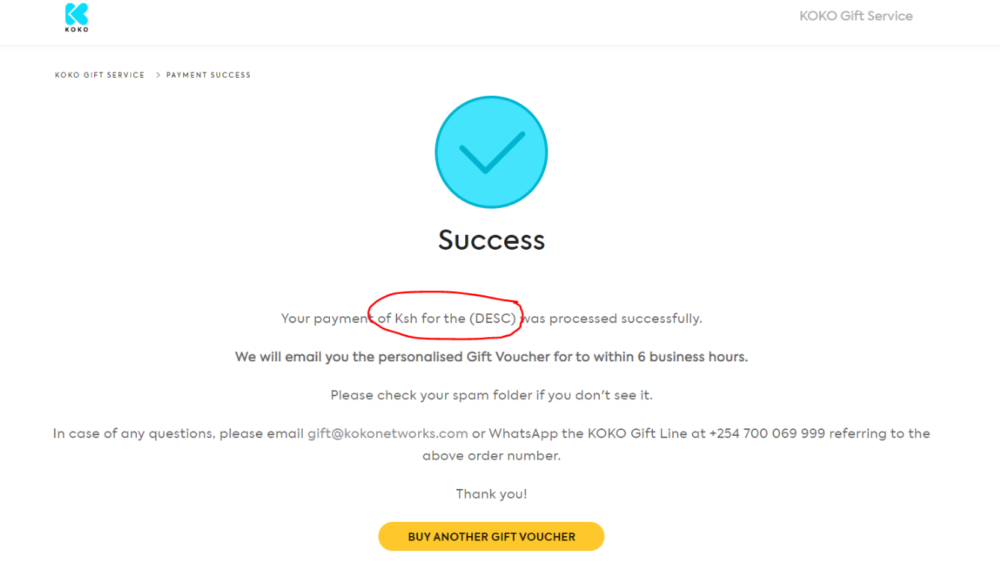 KOKO
KOKO Gift Service
KOKO GIFT SERVICE > PAYMENT SUCCESS
Success
Your payment of Ksh for the (DESC) was processed successfully.
We will email you the personalised Gift Voucher for to within 6 business hours.
Please check your spam folder if you don't see it.
In case of any questions, please email gift@kokonetworks.com or WhatsApp the KOKO Gift Line at +254 700 069 999 referring to the
above order number.
Thank you!
BUY ANOTHER GIFT VOUCHER